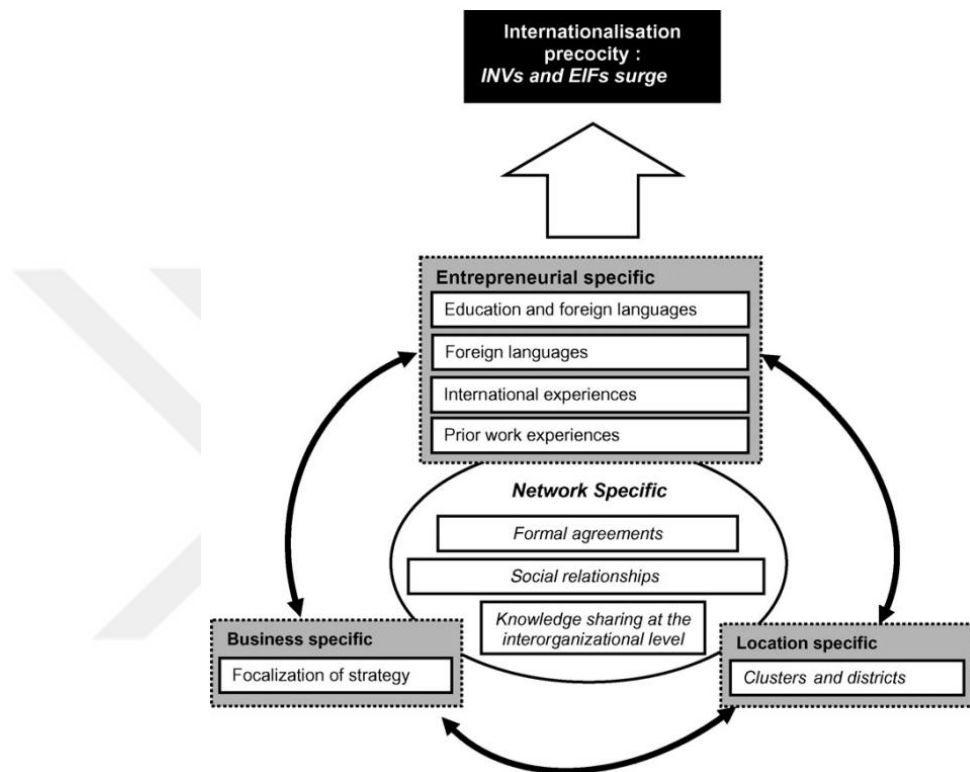 Internationalisation
precocity :
INVs and EIFs surge
Entrepreneurial specific
Education and foreign languages
Foreign languages
International experiences
Prior work experiences
Network Specific
Formal agreements
Social relationships
Knowledge sharing at the
interorganizational level
Business specific
Focalization of strategy
Location specific
Clusters and districts